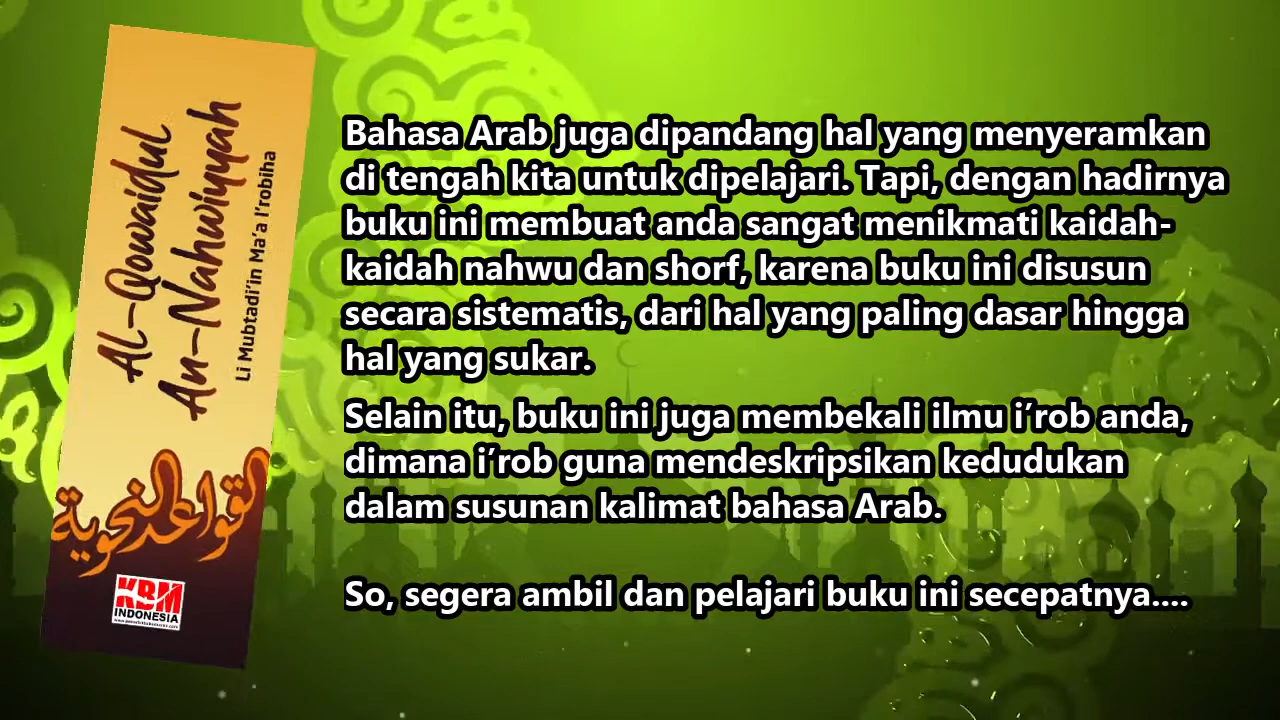 Al-Qowaidul
An-Nahwiyyah
Li Mubtadi'in Ma'a I'robiha
القواعد النحوية
KBM
INDONESIA
Bahasa Arab juga dipandang hal yang menyeramkan
di tengah kita untuk dipelajari. Tapi, dengan hadirnya
buku ini membuat anda sangat menikmati kaidah-
kaidah nahwu dan shorf, karena buku ini disusun
secara sistematis, dari hal yang paling dasar hingga
hal yang sukar.
Selain itu, buku ini juga membekali ilmu i’rob anda,
dimana i’rob guna mendeskripsikan kedudukan
dalam susunan kalimat bahasa Arab.
So, segera ambil dan pelajari buku ini secepatnya....